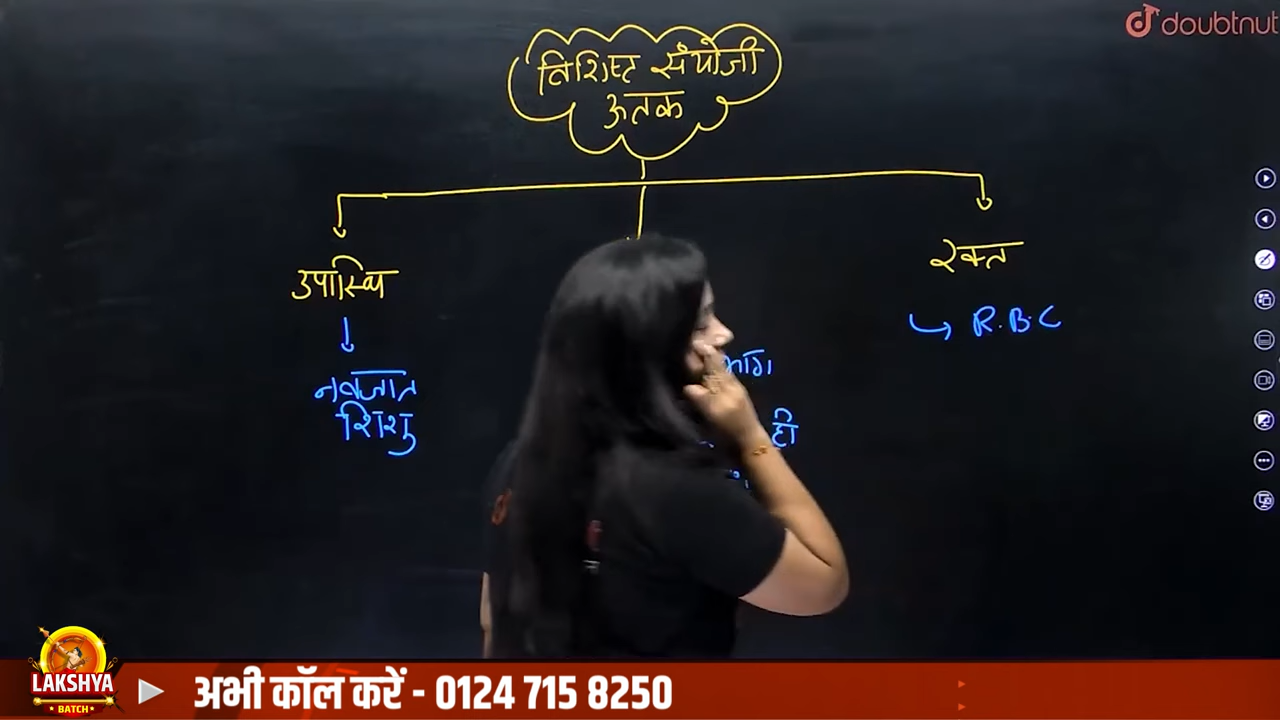 doubtnut
विशिष्ट संयोजी
ऊतक
उपास्थि
रक्त
↳ R.B.C
नवजात
शिशु
भाग
ही
LAKSHYA
BATCH
अभी कॉल करें - 0124 715 8250